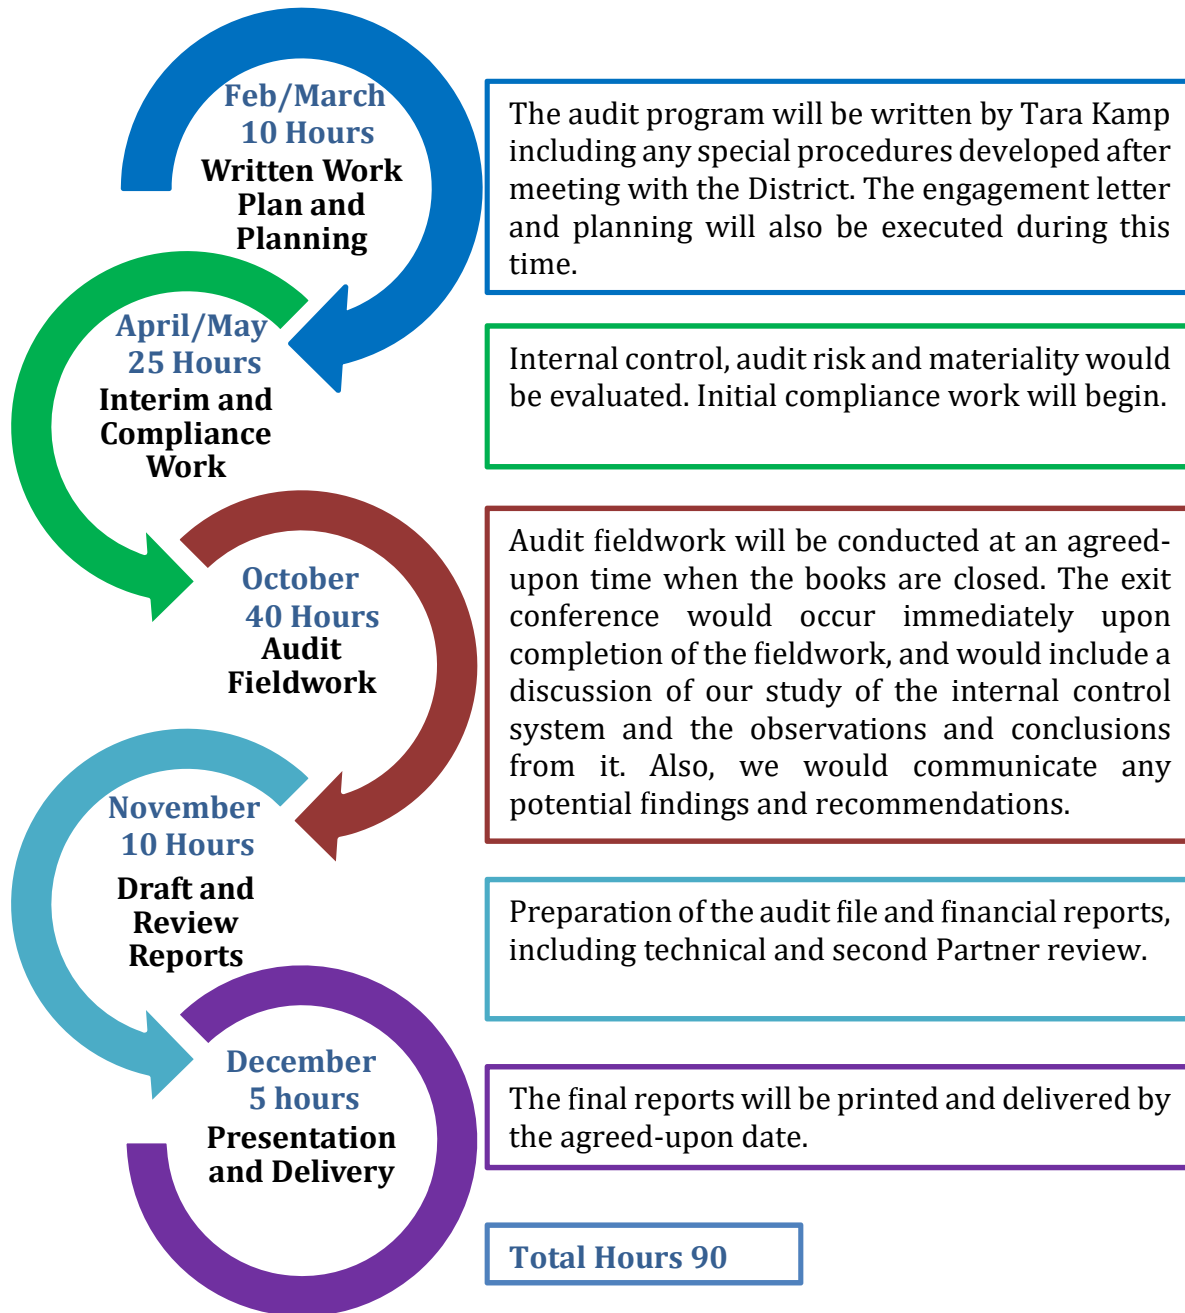 Feb/March
10 Hours
Written Work
Plan and
Planning
The audit program will be written by Tara Kamp
including any special procedures developed after
meeting with the District. The engagement letter
and planning will also be executed during this
time.
April/May
25 Hours
Interim and
Compliance
Work
Internal control, audit risk and materiality would
be evaluated. Initial compliance work will begin.
October
40 Hours
Audit
Fieldwork
Audit fieldwork will be conducted at an agreed-
upon time when the books are closed. The exit
conference would occur immediately upon
completion of the fieldwork, and would include a
discussion of our study of the internal control
system and the observations and conclusions
from it. Also, we would communicate any
potential findings and recommendations.
November
10 Hours
Draft and
Review
Reports
Preparation of the audit file and financial reports,
including technical and second Partner review.
December
5 hours
Presentation
and Delivery
The final reports will be printed and delivered by
the agreed-upon date.
Total Hours 90